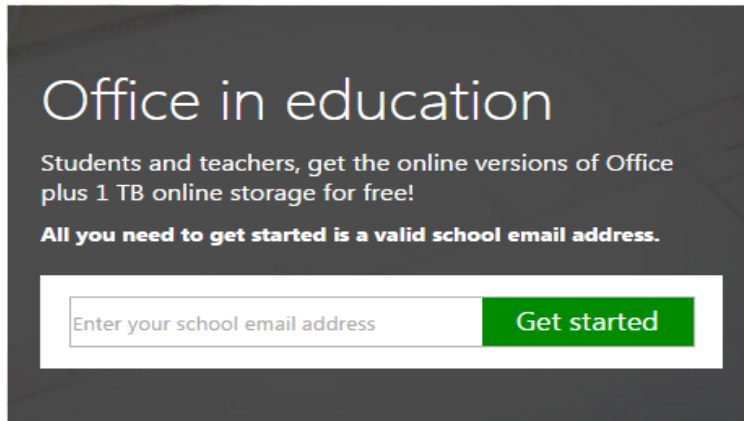 Office in education
Students and teachers, get the online versions of Office
plus 1 TB online storage for free!
All you need to get started is a valid school email address.
Enter your school email address
Get started